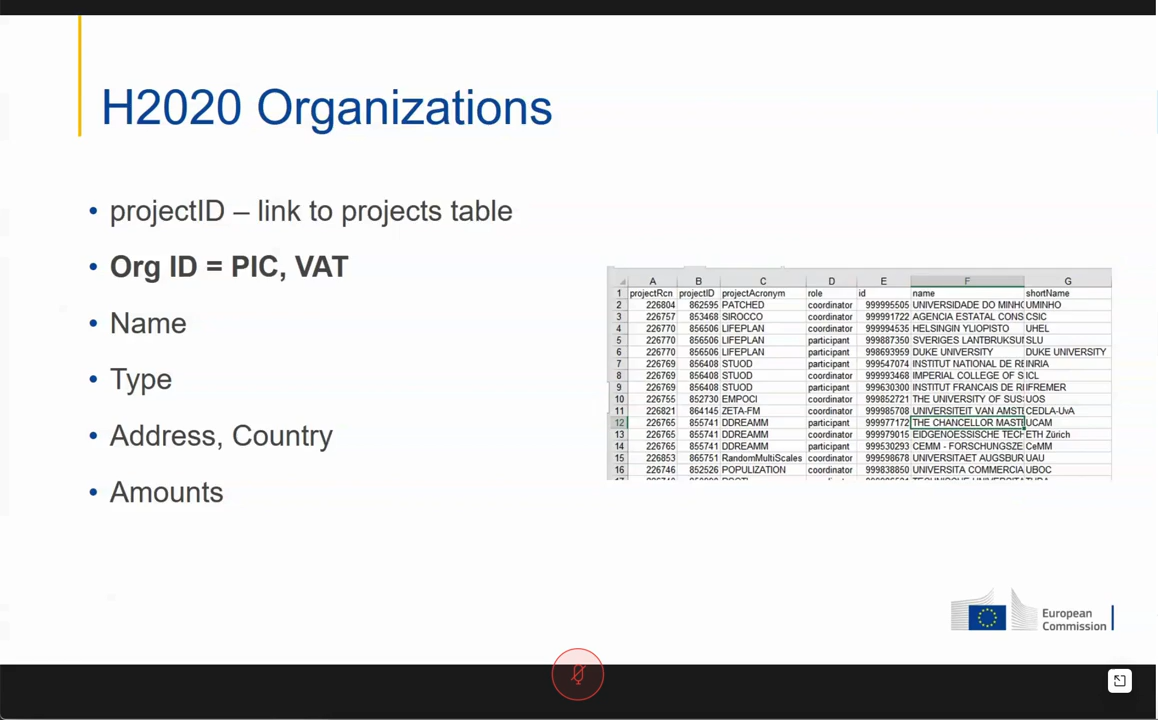 H2020 Organizations
• projectID – link to projects table
• Org ID = PIC, VAT
• Name
• Type
• Address, Country
• Amounts
A B C D E F G
1 projectRcn projectID projectAcronym role id name shortName
2 226804 862595 PATCHED coordinator 999995505 UNIVERSIDADE DO MINHO UMINHO
3 226757 853468 SIROCCO coordinator 999991722 AGENCIA ESTATAL CONS CSIC
4 226770 856506 LIFEPLAN coordinator 999994535 HELSINGIN YLIOPISTO UHEL
5 226770 856506 LIFEPLAN participant 999887350 SVERIGES LANTBRUKSUN SLU
6 226770 856506 LIFEPLAN participant 998693959 DUKE UNIVERSITY DUKE UNIVERSITY
7 226769 856408 STUOD participant 999547074 INSTITUT NATIONAL DE RE INRIA
8 226769 856408 STUOD coordinator 999993468 IMPERIAL COLLEGE OF S ICL
9 226769 856408 STUOD participant 999630300 INSTITUT FRANCAIS DE RE IFREMER
10 226755 852730 EMPOCI coordinator 999852721 THE UNIVERSITY OF SUS UOS
11 226821 864145 ZETA-FM coordinator 999985708 UNIVERSITEIT VAN AMST CEDLA-UvA
12 226765 855741 DDREAMM participant 999977172 THE CHANCELLOR MAST UCAM
13 226765 855741 DDREAMM coordinator 999979015 EIDGENOESSISCHE TECH ETH Zürich
14 226765 855741 DDREAMM participant 999530293 CEMM - FORSCHUNGSZE CeMM
15 226853 865751 RandomMultiScales coordinator 999598678 UNIVERSITAET AUGSBUR UAU
16 226746 852526 POPULIZATION coordinator 999838850 UNIVERSITA COMMERCIA UBOC
European
Commission